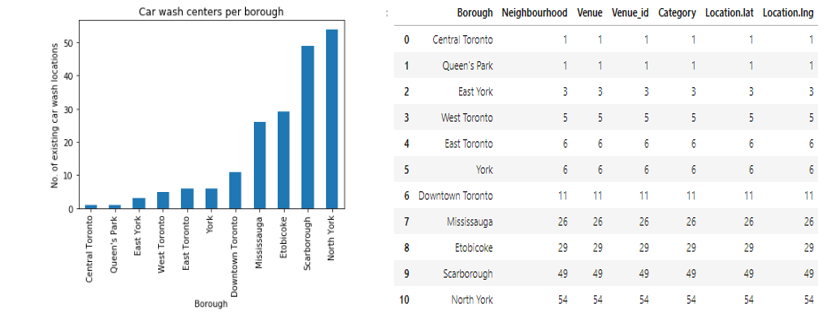 Car wash centers per borough
No. of existing car wash locations
50
40
30
20
10
0
Central Toronto
Queen's Park
East York
West Toronto
East Toronto
York
Downtown Toronto
Mississauga
Etobicoke
Scarborough
North York
Borough
:
Borough Neighbourhood Venue Venue_id Category Location.lat Location.lng
0 Central Toronto 1 1 1 1 1 1
1 Queen's Park 1 1 1 1 1 1
2 East York 3 3 3 3 3 3
3 West Toronto 5 5 5 5 5 5
4 East Toronto 6 6 6 6 6 6
5 York 6 6 6 6 6 6
6 Downtown Toronto 11 11 11 11 11 11
7 Mississauga 26 26 26 26 26 26
8 Etobicoke 29 29 29 29 29 29
9 Scarborough 49 49 49 49 49 49
10 North York 54 54 54 54 54 54